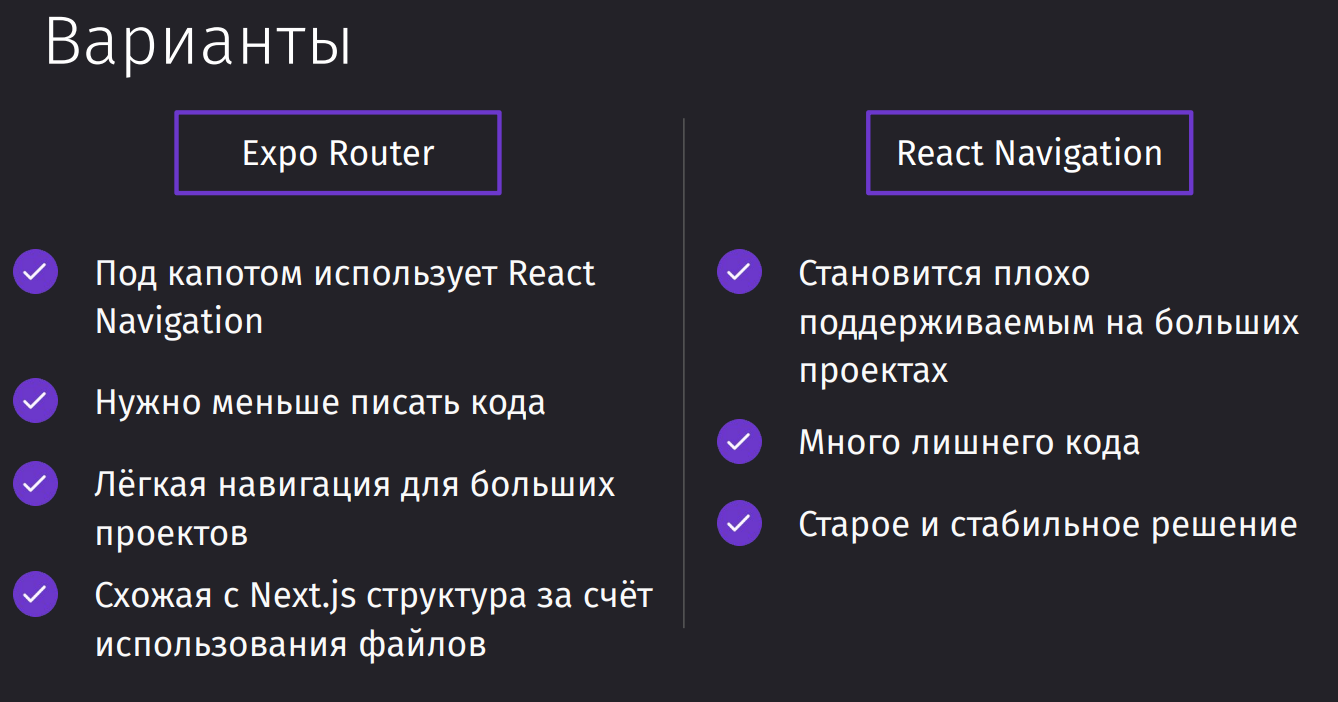 Варианты
Expo Router
Под капотом использует React
Navigation
Нужно меньше писать кода
Лёгкая навигация для больших
проектов
Схожая с Next.js структура за счёт
использования файлов
React Navigation
Становится плохо
поддерживаемым на больших
проектах
Много лишнего кода
Старое и стабильное решение